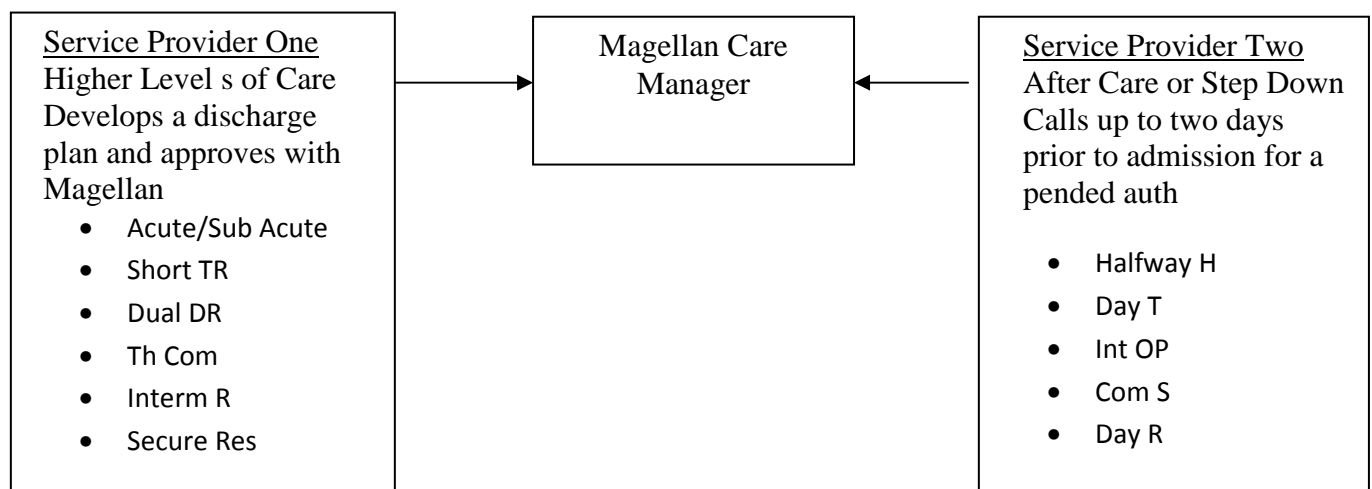 Service Provider One
Higher Level s of Care
Develops a discharge
plan and approves with
Magellan
• Acute/Sub Acute
• Short TR
• Dual DR
• Th Com
• Interm R
• Secure Res
Magellan Care
Manager
Service Provider Two
After Care or Step Down
Calls up to two days
prior to admission for a
pended auth
• Halfway H
• Day T
• Int OP
• Com S
• Day R